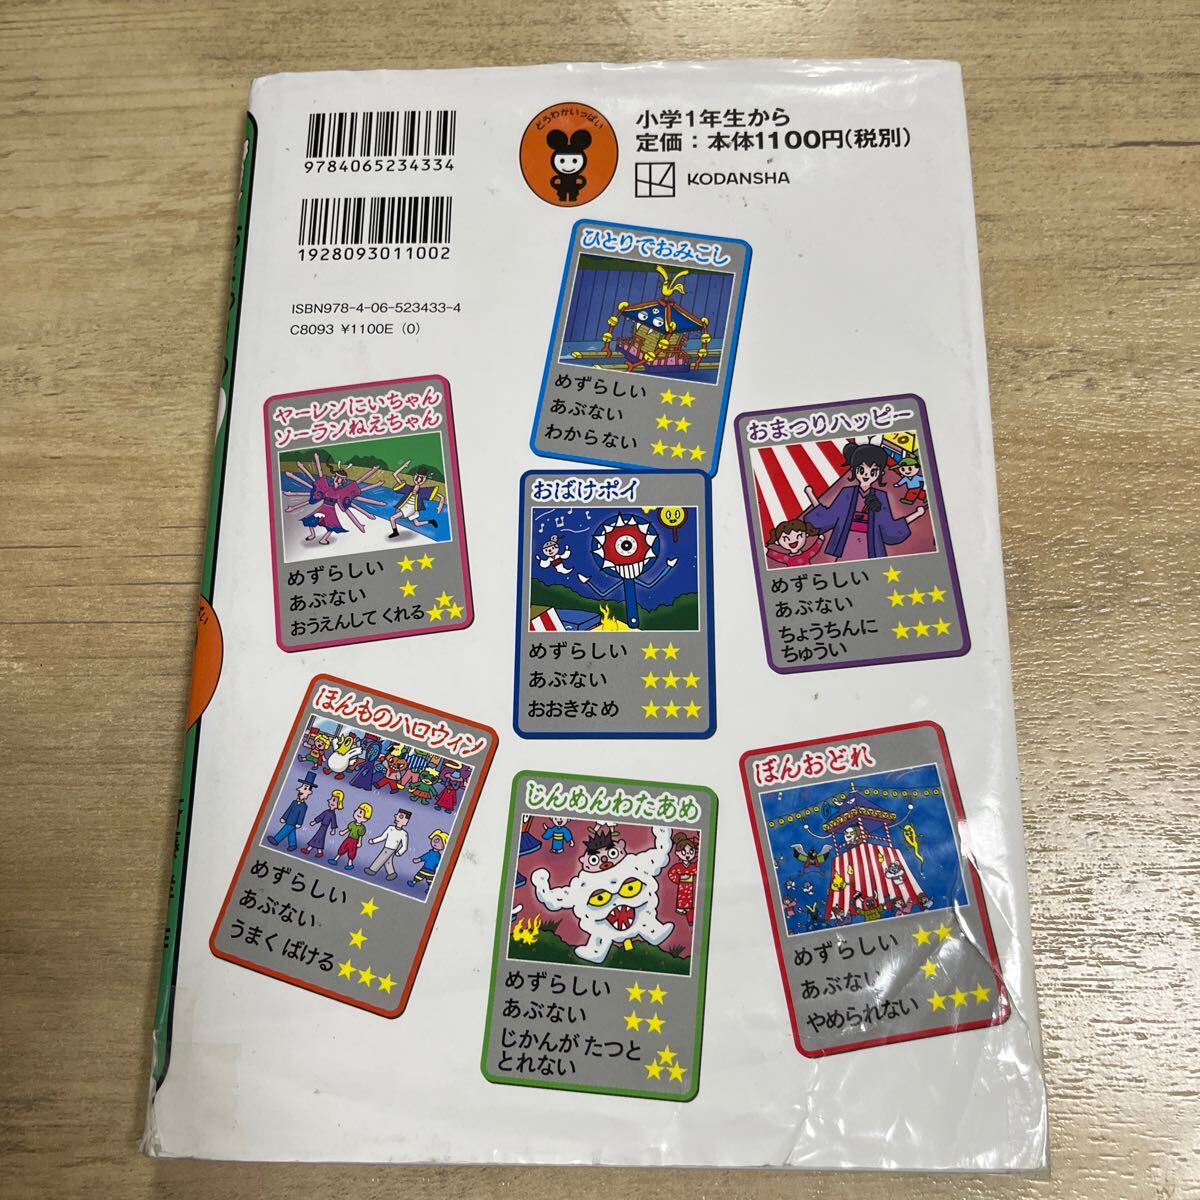 9784065234334
1928093011002
ISBN978-4-06-523433-4
C8093 ¥1100E (0)
どうわがいっぱい
小学1年生から
定価：本体1100円(税別)
KODANSHA
ひとりでおみこし
めずらしい ★★
あぶない ★★
わからない ★★★
ヤーレンにいちゃん
ソーランねえちゃん
めずらしい ★★
あぶない ★
おうえんしてくれる ★★★
おばけポイ
めずらしい ★★
あぶない ★★★
おおきなめ ★★★
おまつりハッピー
10
めずらしい ★
あぶない ★★★
ちょうちんに
ちゅうい ★★★
ほんものハロウィン
めずらしい ★
あぶない ★
うまくばける ★★★
じんめんわたあめ
めずらしい ★★
あぶない ★★
じかんが たつと
とれない ★★★
ぼんおどれ
めずらしい ★★
あぶない ★
やめられない ★★★